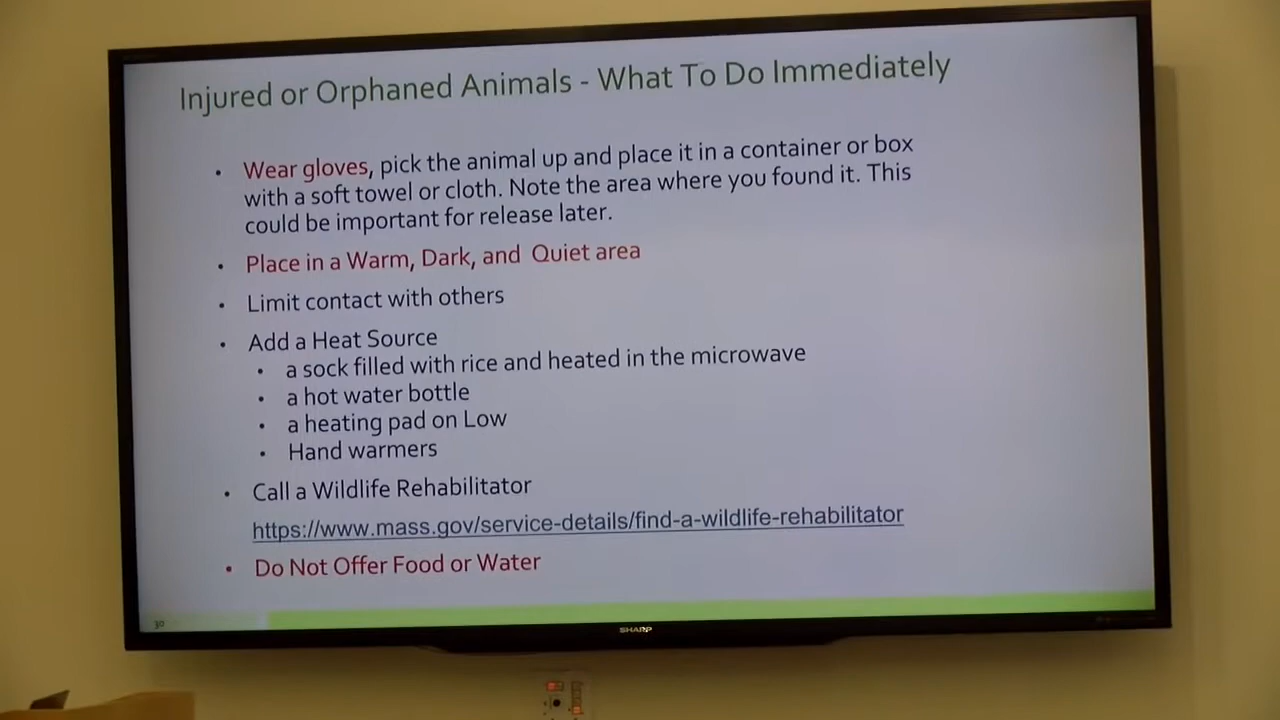 Injured or Orphaned Animals - What To Do Immediately
• Wear gloves, pick the animal up and place it in a container or box
with a soft towel or cloth. Note the area where you found it. This
could be important for release later.
• Place in a Warm, Dark, and Quiet area
• Limit contact with others
• Add a Heat Source
• a sock filled with rice and heated in the microwave
• a hot water bottle
• a heating pad on Low
• Hand warmers
• Call a Wildlife Rehabilitator
https://www.mass.gov/service-details/find-a-wildlife-rehabilitator
• Do Not Offer Food or Water
30
SHARP